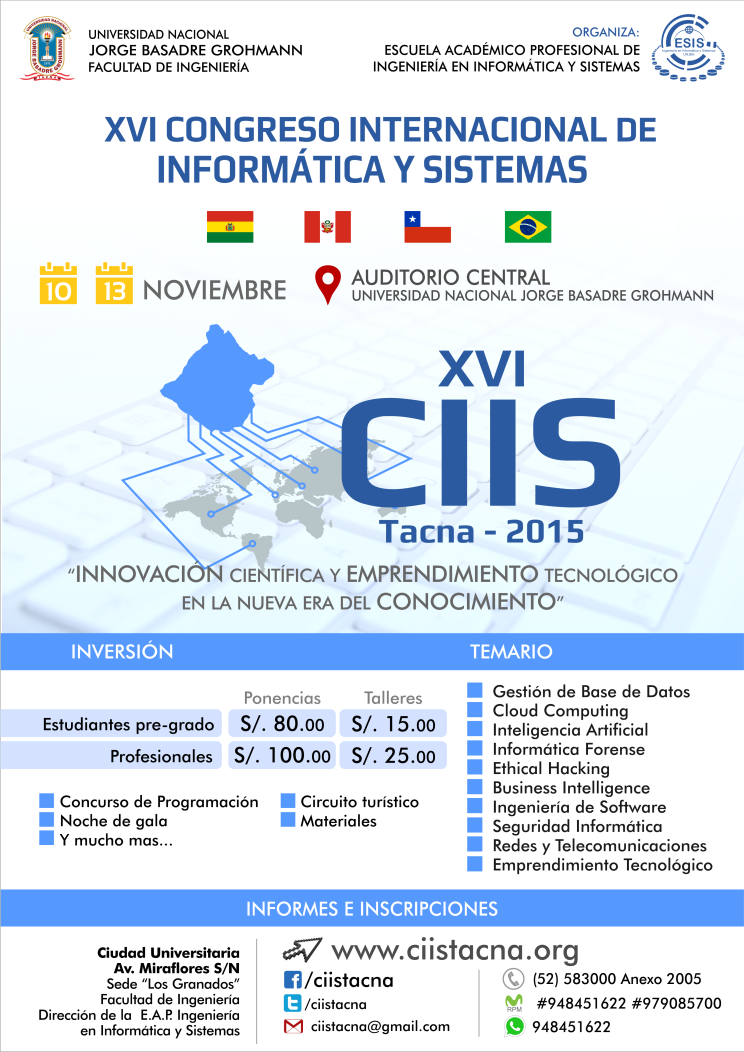 UNIVERSIDAD NACIONAL
JORGE BASADRE GROHMANN
FACULTAD DE INGENIERÍA
ORGANIZA:
ESCUELA ACADÉMICO PROFESIONAL DE
INGENIERÍA EN INFORMÁTICA Y SISTEMAS
ESIS
XVI CONGRESO INTERNACIONAL DE
INFORMÁTICA Y SISTEMAS
10 13 NOVIEMBRE
AUDITORIO CENTRAL
UNIVERSIDAD NACIONAL JORGE BASADRE GROHMANN
XVI
CIIS
Tacna - 2015
“INNOVACIÓN CIENTÍFICA Y EMPRENDIMIENTO TECNOLÓGICO
EN LA NUEVA ERA DEL CONOCIMIENTO”
INVERSIÓN
Ponencias Talleres
Estudiantes pre-grado S/. 80.00 S/. 15.00
Profesionales S/. 100.00 S/. 25.00
Concurso de Programación
Noche de gala
Y mucho mas...
Circuito turístico
Materiales
TEMARIO
Gestión de Base de Datos
Cloud Computing
Inteligencia Artificial
Informática Forense
Ethical Hacking
Business Intelligence
Ingeniería de Software
Seguridad Informática
Redes y Telecomunicaciones
Emprendimiento Tecnológico
INFORMES E INSCRIPCIONES
Ciudad Universitaria
Av. Miraflores S/N
Sede “Los Granados”
Facultad de Ingeniería
Dirección de la E.A.P. Ingeniería
en Informática y Sistemas
www.ciistacna.org
/ciistacna
/ciistacna
ciistacna@gmail.com
(52) 583000 Anexo 2005
RPM #948451622 #979085700
948451622